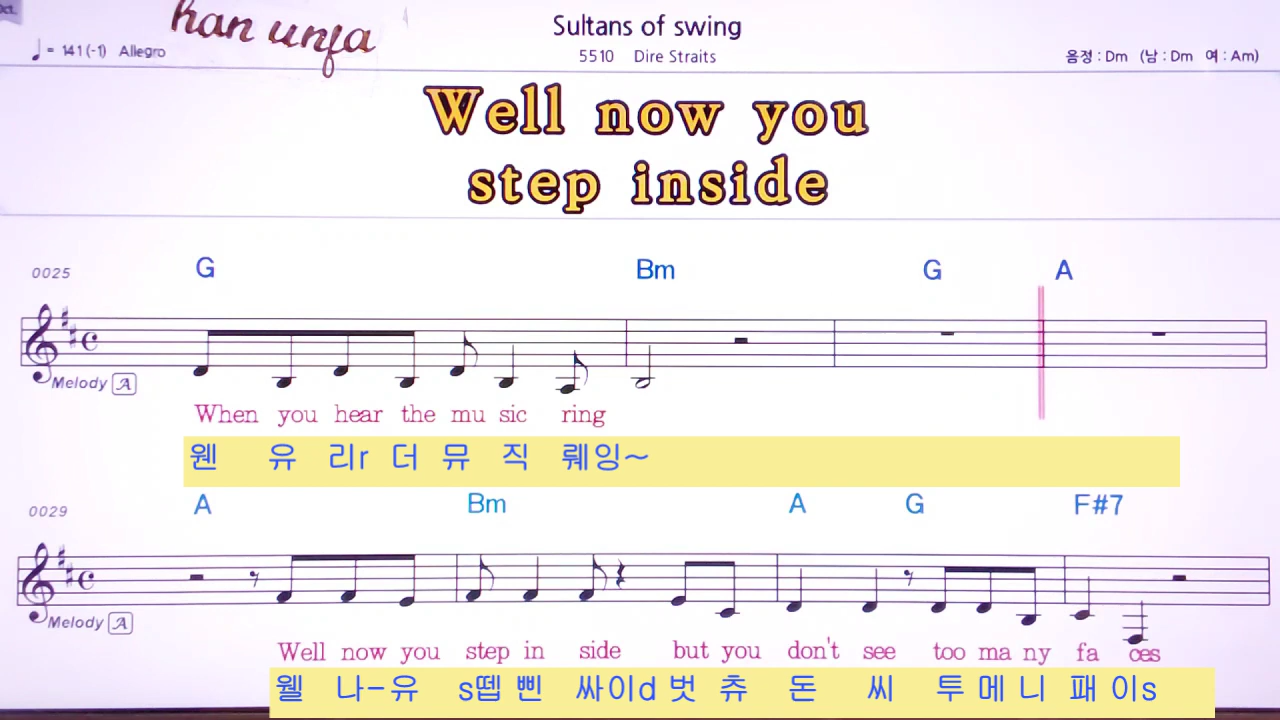 han unfa
Sultans of swing
♩ = 141(-1) Allegro
5510 Dire Straits
음정 : Dm (남 : Dm 여 : Am)
Well now you
step inside
0025 G Bm G A
Melody A
When you hear the mu sic ring
웬 유 리r 더 뮤 직 뤠잉~
0029 A Bm A G F#7
Melody A
Well now you step in side but you don't see too ma ny fa ces
웰 나-유 s뗍 삔 싸이d 벗 츄 돈 씨 투 메 니 패 이s